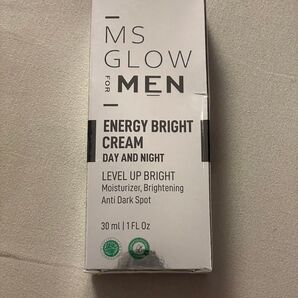 MS
GLOW
FOR
MEN
ENERGY BRIGHT
CREAM
DAY AND NIGHT
LEVEL UP BRIGHT
Moisturizer, Brightening
Anti Dark Spot
30 ml | 1 FL Oz